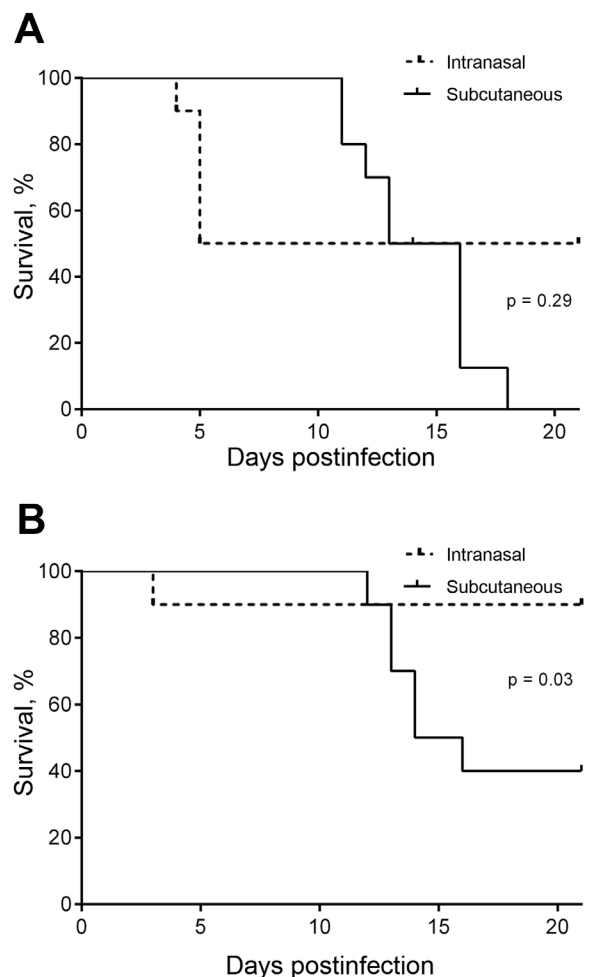 A
Intranasal
Subcutaneous
100
80
60
40
20
0
Survival, %
p = 0.29
0 5 10 15 20
Days postinfection
B
Intranasal
Subcutaneous
100
80
60
40
20
0
Survival, %
p = 0.03
0 5 10 15 20
Days postinfection